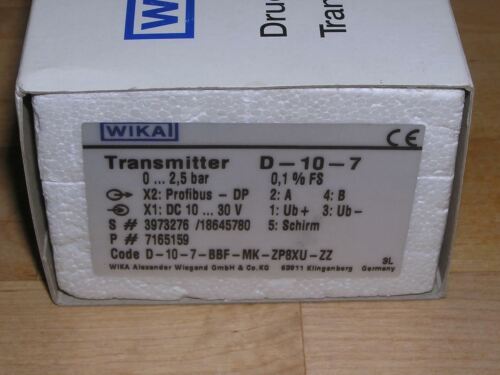 WIKA
Dru
Tran
WIKA
CE
Transmitter D-10-7
0 ... 2,5 bar 0,1 % FS
X2: Profibus - DP 2: A 4: B
X1: DC 10 ... 30 V 1: Ub+ 3: Ub-
S # 3973276 /18645780 5: Schirm
P # 7165159
Code D-10-7-BBF-MK-ZP8XU-ZZ
SL
WIKA Alexander Wiegand GmbH & Co.KG 63911 Klingenberg Germany